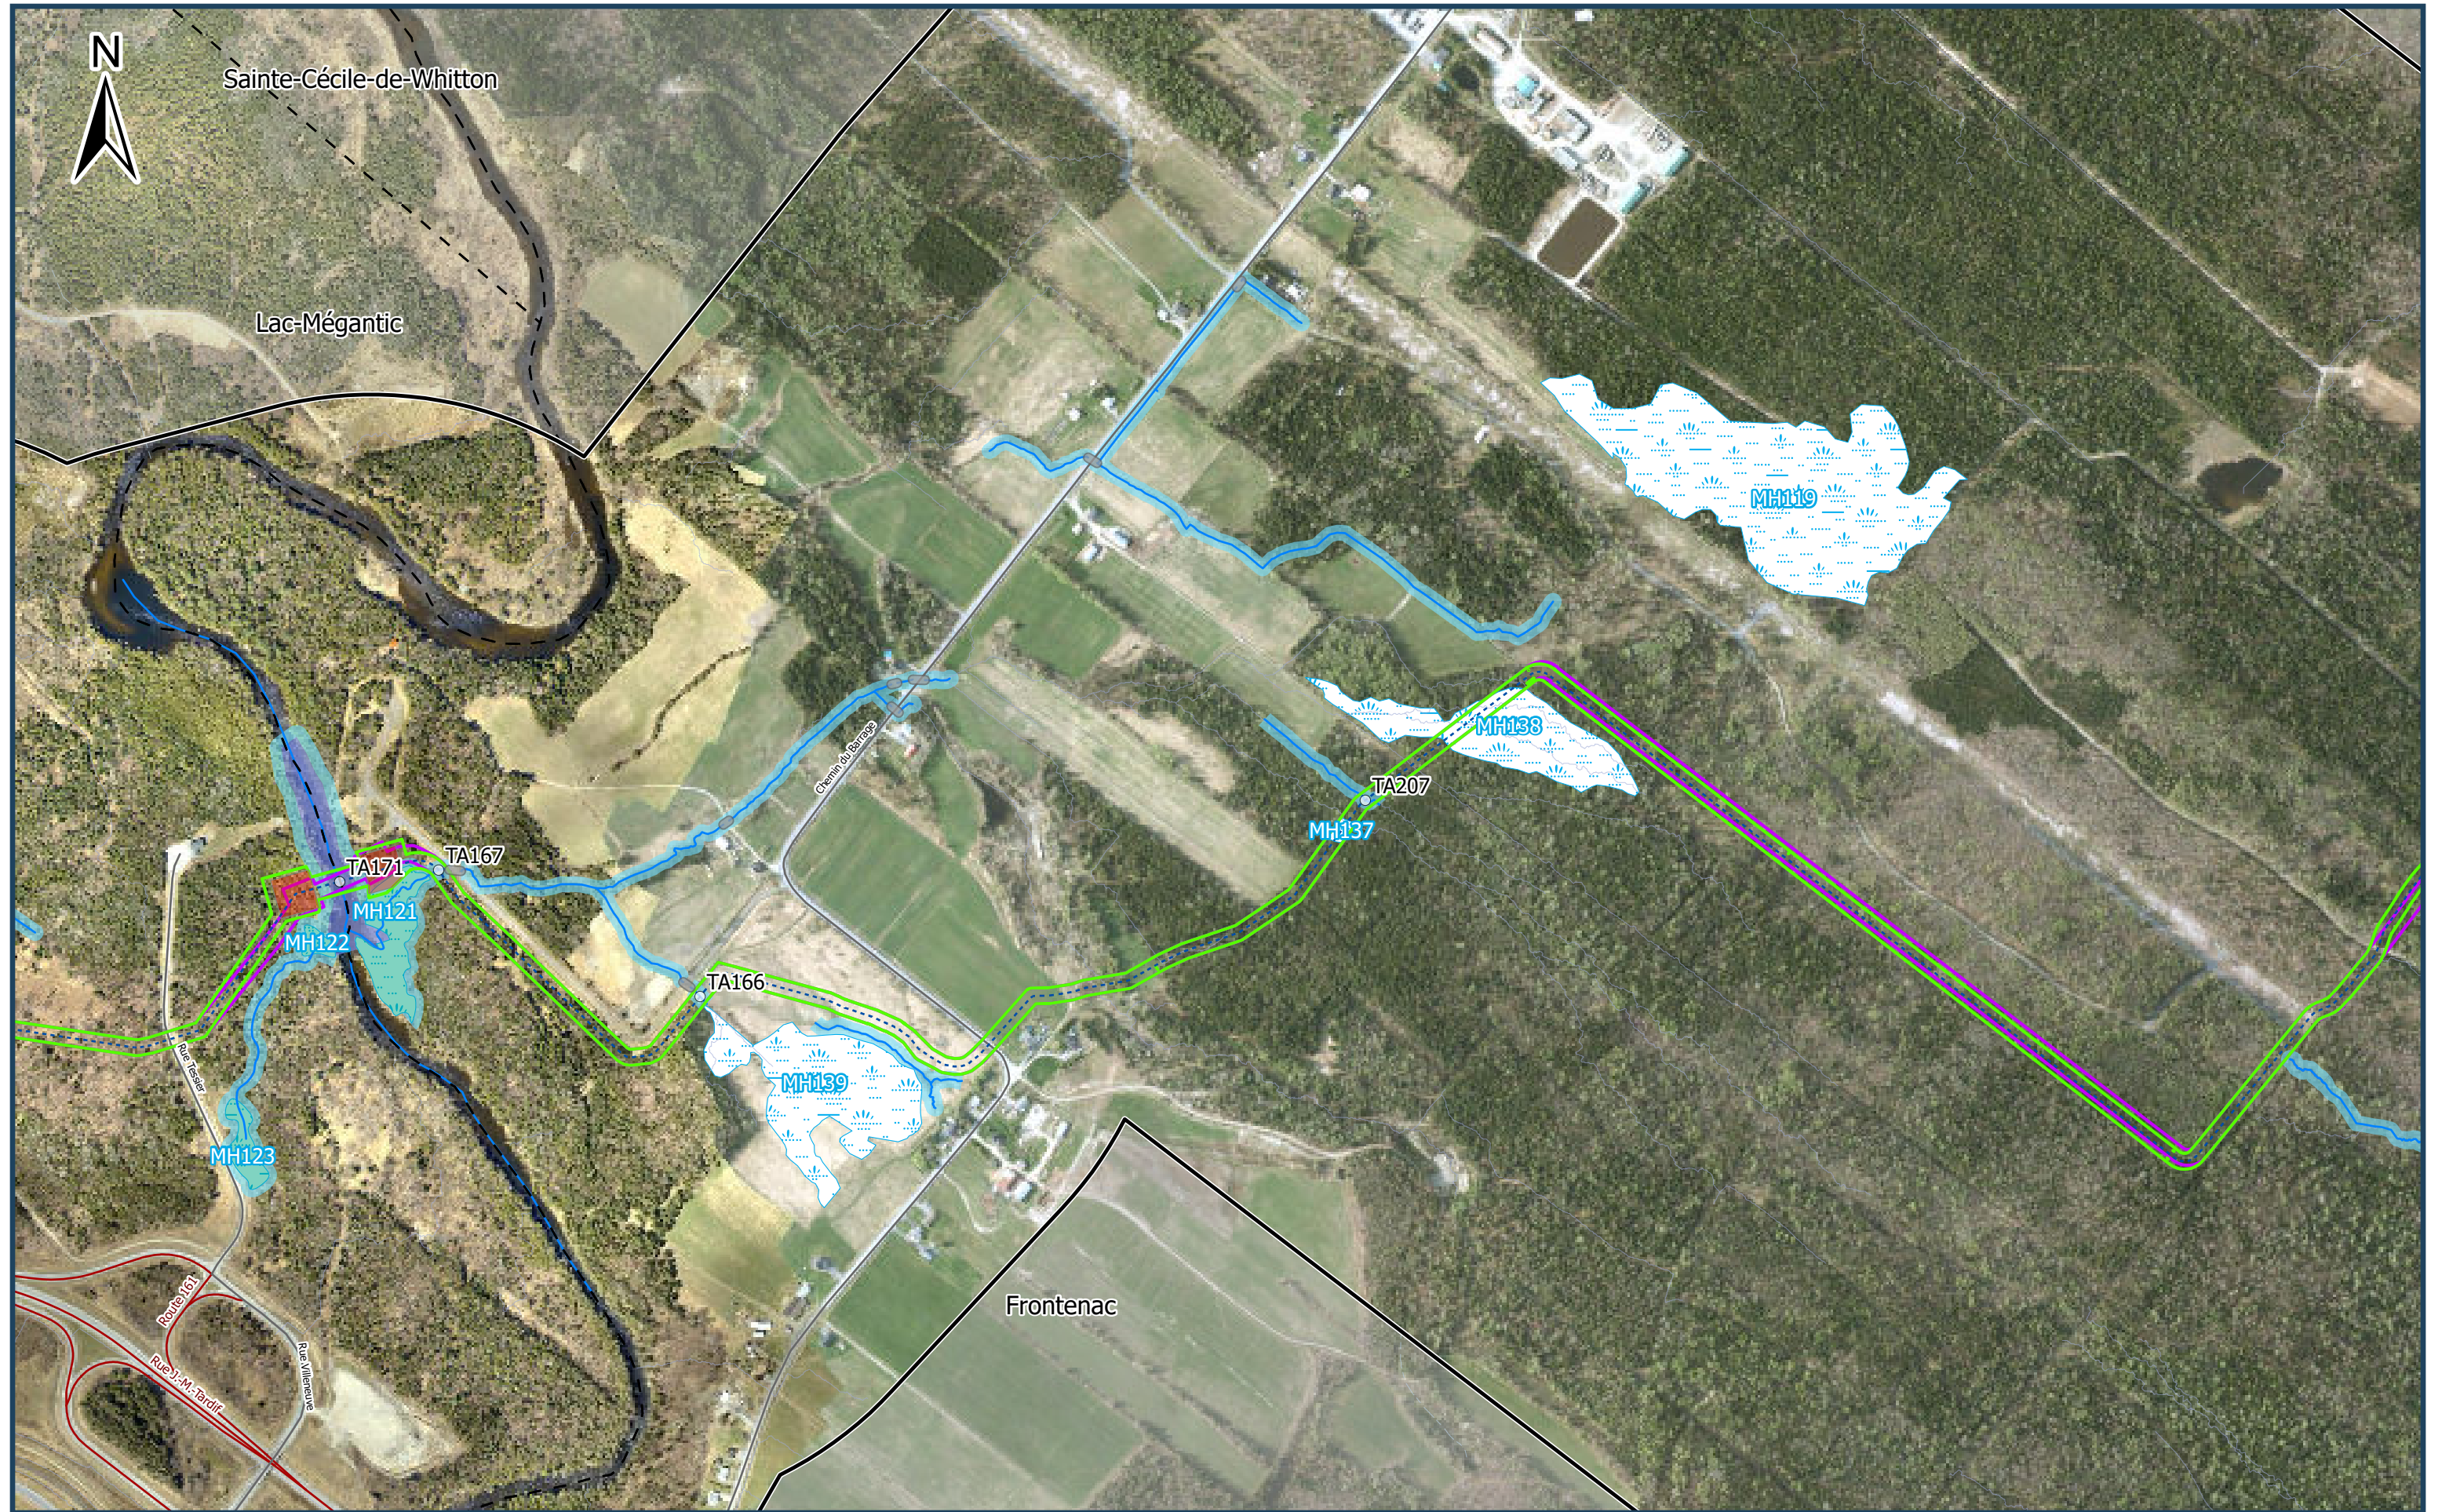 N
Sainte-Cécile-de-Whitton
Lac-Mégantic
MH119
MH138
Chemin du Barrage
TA207
MH137
TA167
TA171
MH121
MH122
TA166
Rue Tessier
MH139
MH123
Route 161
Frontenac
Rue Villeneuve
Rue J.-M.-Tardif